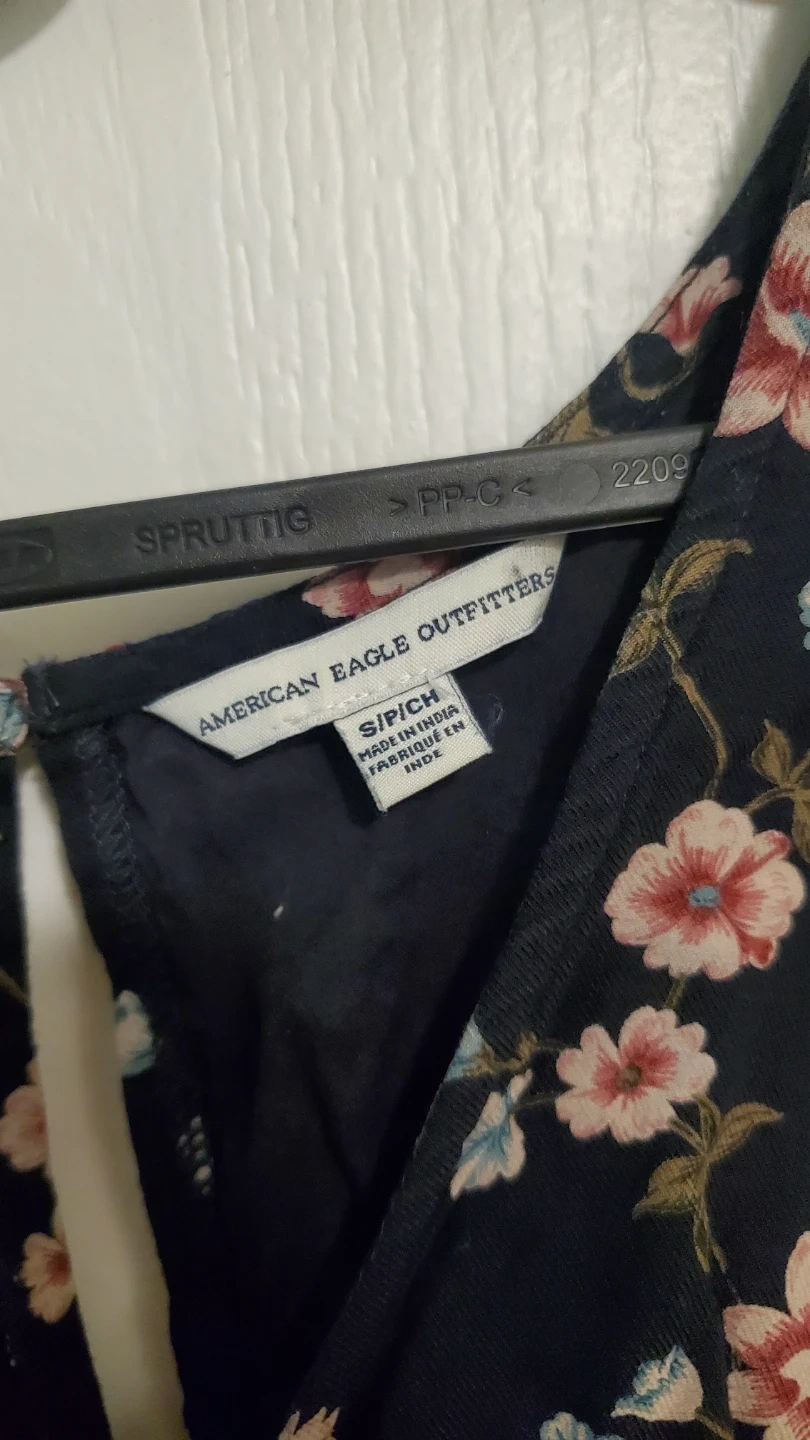 SPRUTTIG >PP-C< 2209
AMERICAN EAGLE OUTFITTERS
S/P/CH
MADE IN INDIA
FABRIQUÉ EN
INDE